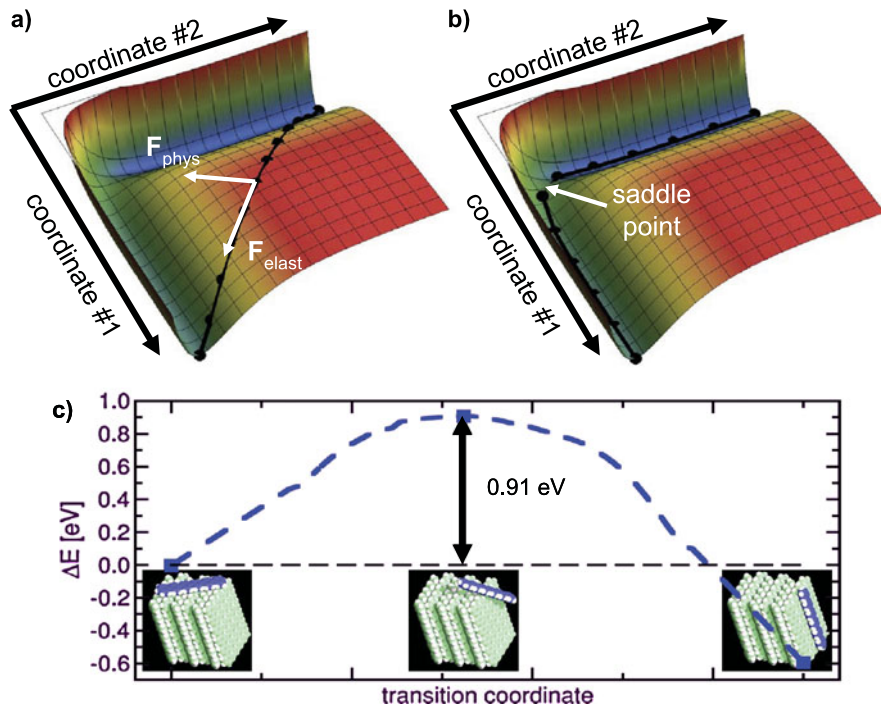 a)
coordinate #2
coordinate #1
F phys
F elast
b)
coordinate #2
coordinate #1
saddle
point
c)
ΔE [eV]
1.0
0.8
0.6
0.4
0.2
0.0
-0.2
-0.4
-0.6
0.91 eV
transition coordinate